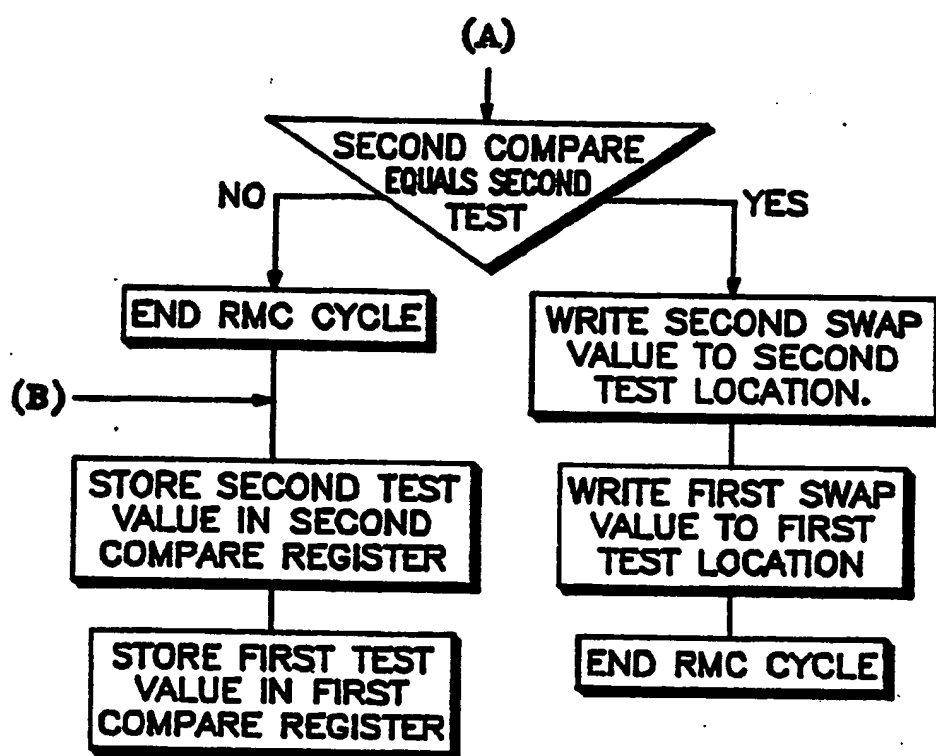 (A)
SECOND COMPARE
EQUALS SECOND
TEST
NO
YES
END RMC CYCLE
WRITE SECOND SWAP
VALUE TO SECOND
TEST LOCATION.
(B)
STORE SECOND TEST
VALUE IN SECOND
COMPARE REGISTER
WRITE FIRST SWAP
VALUE TO FIRST
TEST LOCATION
STORE FIRST TEST
VALUE IN FIRST
COMPARE REGISTER
END RMC CYCLE